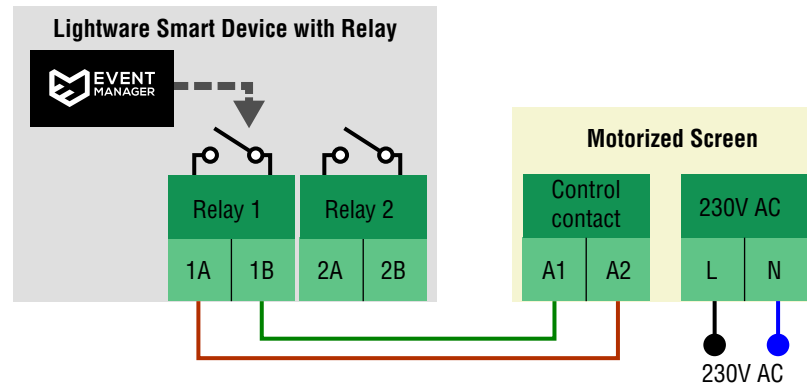 Lightware Smart Device with Relay
EVENT
MANAGER
Relay 1
Relay 2
1A
1B
2A
2B
Motorized Screen
Control
contact
230V AC
A1
A2
L
N
230V AC